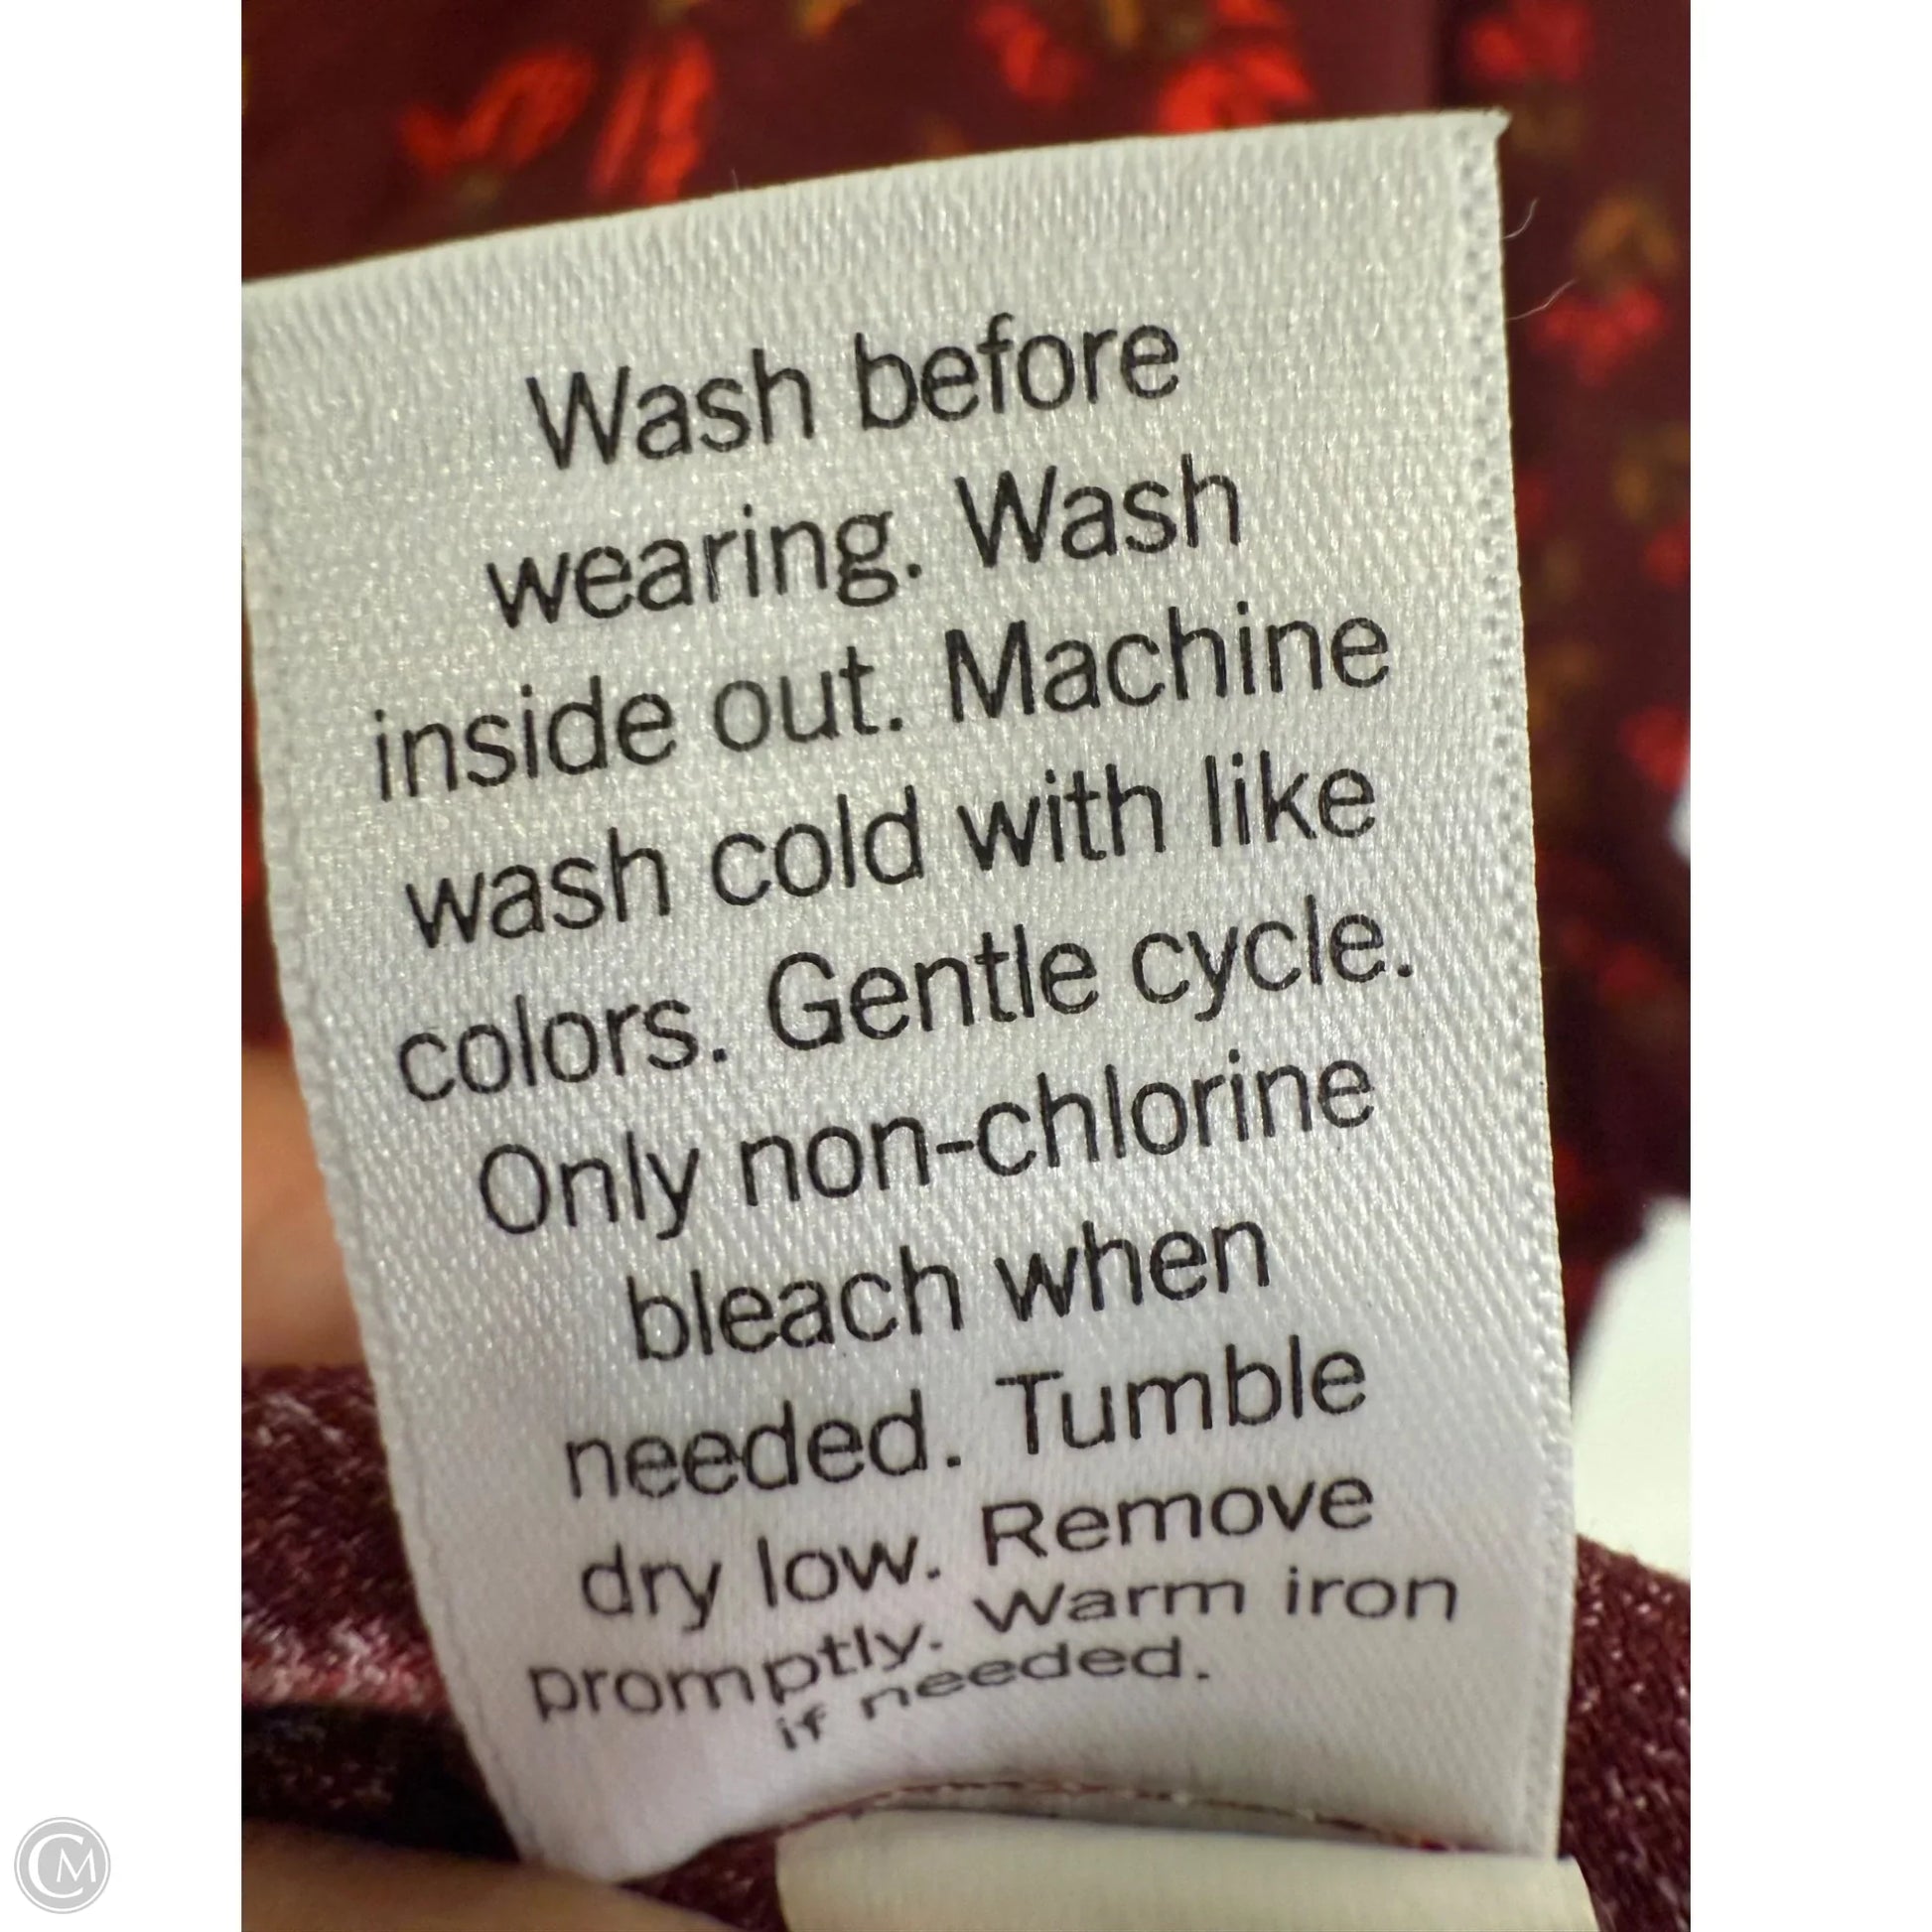 Wash before
wearing. Wash
inside out. Machine
wash cold with like
colors. Gentle cycle.
Only non-chlorine
bleach when
needed. Tumble
dry low. Remove
promptly. Warm iron
if needed.
CM